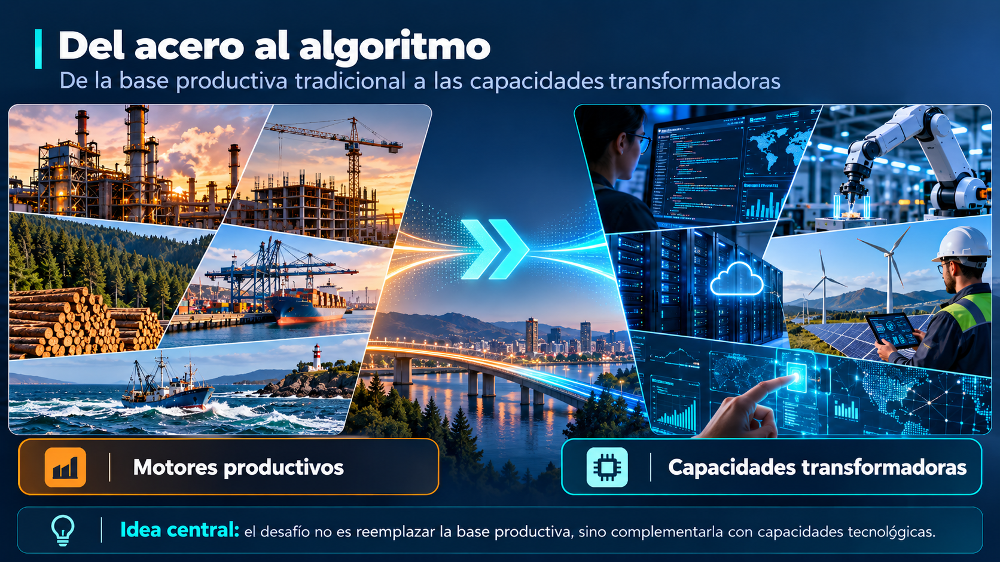 Del acero al algoritmo
De la base productiva tradicional a las capacidades transformadoras
Motores productivos
Capacidades transformadoras
Idea central: el desafío no es reemplazar la base productiva, sino complementarla con capacidades tecnológicas.